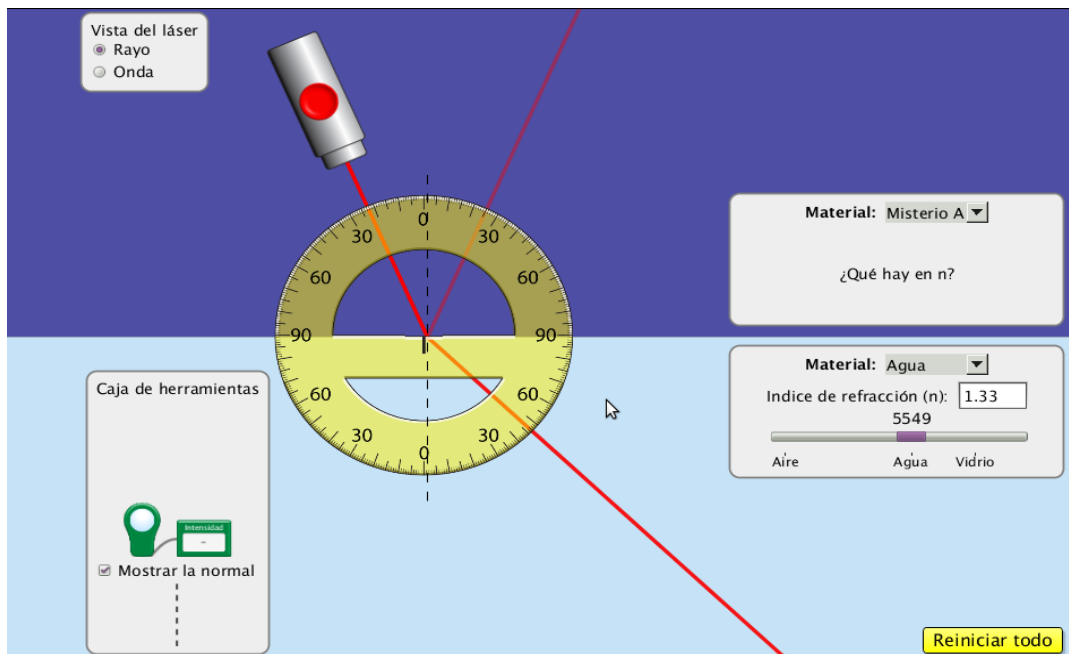 Vista del láser
Rayo
Onda
0
30
30
60
60
90
90
60
60
30
30
0
Material: Misterio A
¿Qué hay en n?
Material: Agua
Indice de refracción (n): 1.33
5549
Aire Agua Vidrio
Caja de herramientas
Intensidad
-
Mostrar la normal
Reiniciar todo